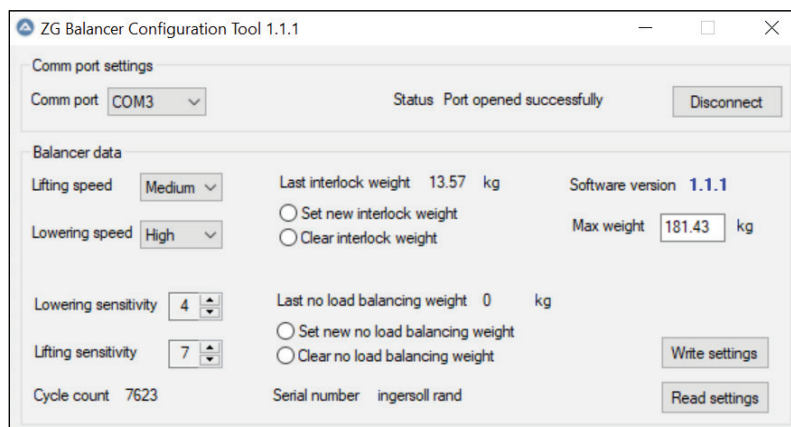 ZG Balancer Configuration Tool 1.1.1
Comm port settings
Comm port COM3 Status Port opened successfully Disconnect
Balancer data
Lifting speed Medium Last interlock weight 13.57 kg Software version 1.1.1
Set new interlock weight
Lowering speed High Clear interlock weight Max weight 181.43 kg
Lowering sensitivity 4 Last no load balancing weight 0 kg
Set new no load balancing weight
Lifting sensitivity 7 Clear no load balancing weight Write settings
Cycle count 7623 Serial number ingersoll rand Read settings